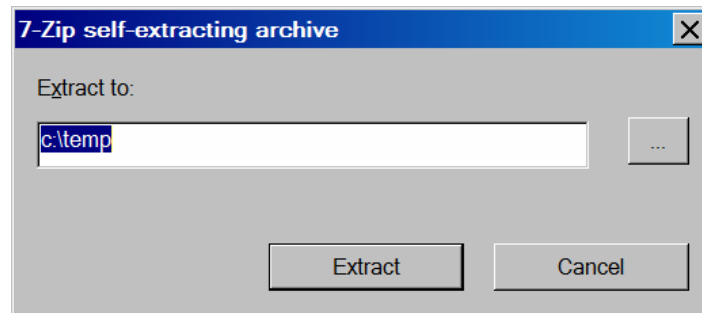 7-Zip self-extracting archive
Extract to:
c:\temp
...
Extract Cancel